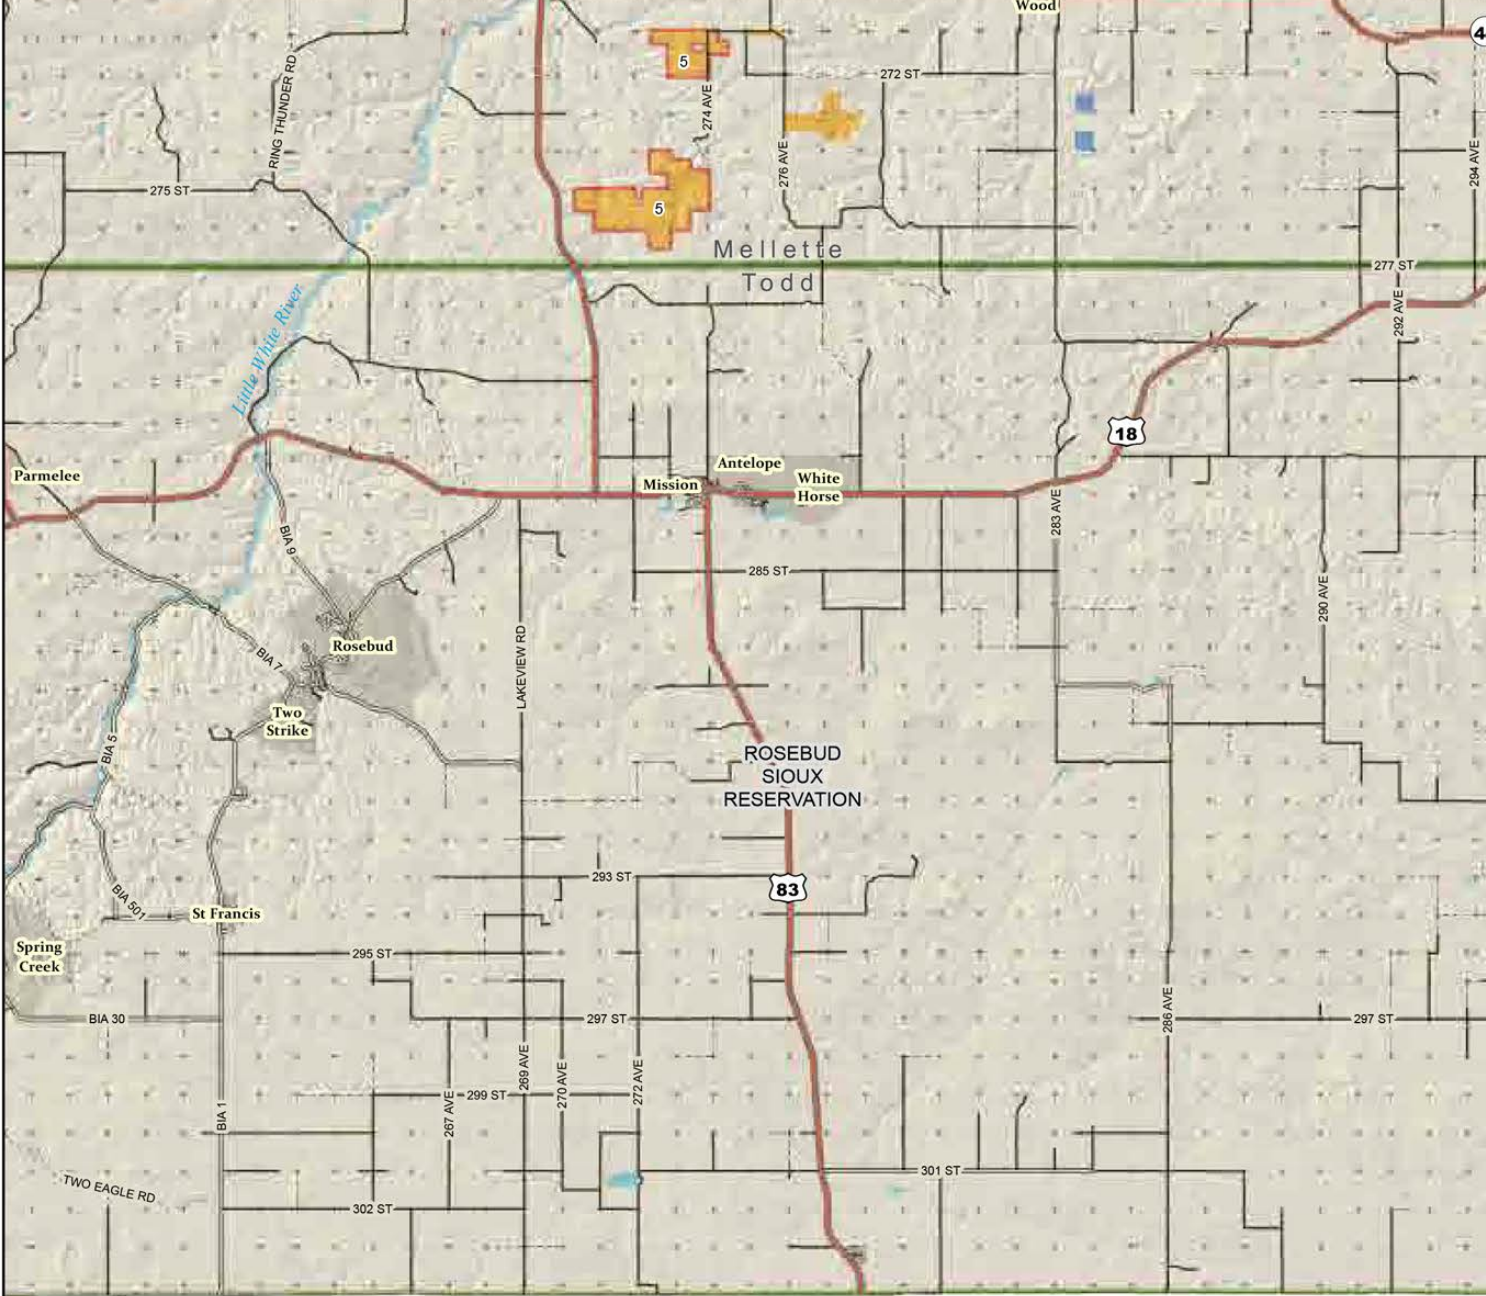 Wood
4
5
272 ST
RING THUNDER RD
274 AVE
276 AVE
294 AVE
275 ST
5
Mellette
Todd
277 ST
292 AVE
Little White River
18
Parmelee
Antelope
Mission
White
Horse
283 AVE
BIA 9
285 ST
290 AVE
Rosebud
BIA 7
LAKEVIEW RD
Two
Strike
BIA 5
ROSEBUD
SIOUX
RESERVATION
293 ST
83
BIA 501
St Francis
Spring
Creek
295 ST
BIA 30
297 ST
286 AVE
297 ST
269 AVE
270 AVE
272 AVE
299 ST
267 AVE
BIA 1
301 ST
TWO EAGLE RD
302 ST